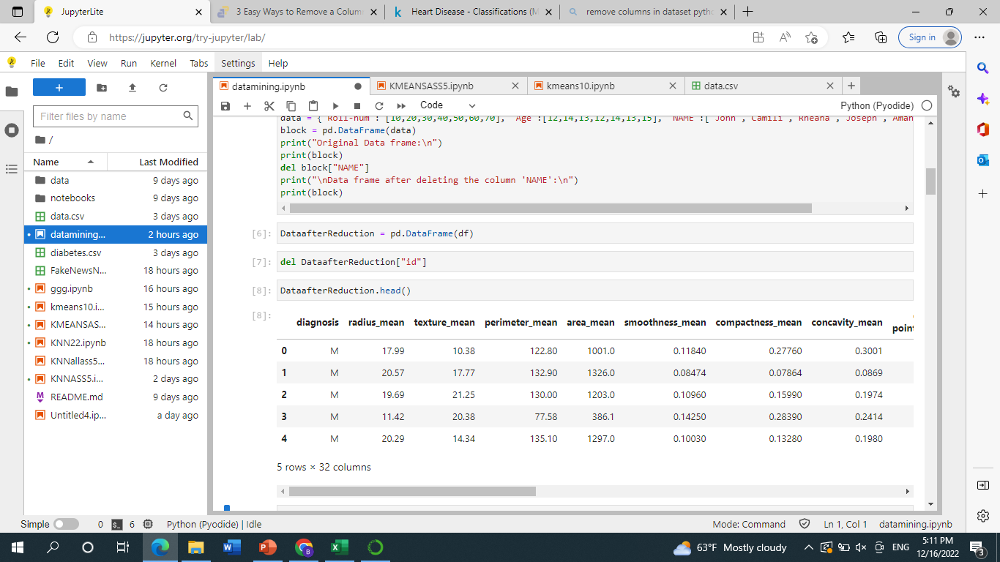 JupyterLite
3 Easy Ways to Remove a Colum
Heart Disease - Classifications (M
remove columns in dataset pytho
https://jupyter.org/try-jupyter/lab/
Sign in
File Edit View Run Kernel Tabs Settings Help
datamining.ipynb
KMEANSASS5.ipynb
kmeans10.ipynb
data.csv
Code
Python (Pyodide)
Filter files by name
/
Name Last Modified
data 9 days ago
notebooks 9 days ago
data.csv 3 days ago
datamining... 2 hours ago
diabetes.csv 3 days ago
FakeNewsN... 18 hours ago
ggg.ipynb 16 hours ago
kmeans10.i... 15 hours ago
KMEANSAS... 14 hours ago
KNN22.ipynb 18 hours ago
KNNallass5... 18 hours ago
KNNASS5.i... 2 days ago
README.md 9 days ago
Untitled4.ip... a day ago
data = { 'Roll-num': [10,20,30,40,50,60,70], 'Age':[12,14,13,12,14,13,15], 'NAME':['John','Camili','Rheana','Joseph','Aman
block = pd.DataFrame(data)
print("Original Data frame:\n")
print(block)
del block["NAME"]
print("\nData frame after deleting the column 'NAME':\n")
print(block)
[6]: DataafterReduction = pd.DataFrame(df)
[7]: del DataafterReduction["id"]
[8]: DataafterReduction.head()
[8]:
diagnosis radius_mean texture_mean perimeter_mean area_mean smoothness_mean compactness_mean concavity_mean
point
0 M 17.99 10.38 122.80 1001.0 0.11840 0.27760 0.3001
1 M 20.57 17.77 132.90 1326.0 0.08474 0.07864 0.0869
2 M 19.69 21.25 130.00 1203.0 0.10960 0.15990 0.1974
3 M 11.42 20.38 77.58 386.1 0.14250 0.28390 0.2414
4 M 20.29 14.34 135.10 1297.0 0.10030 0.13280 0.1980
5 rows × 32 columns
Simple 0 6 Python (Pyodide) | Idle
Mode: Command Ln 1, Col 1 datamining.ipynb
63°F Mostly cloudy
ENG
5:11 PM
12/16/2022
3